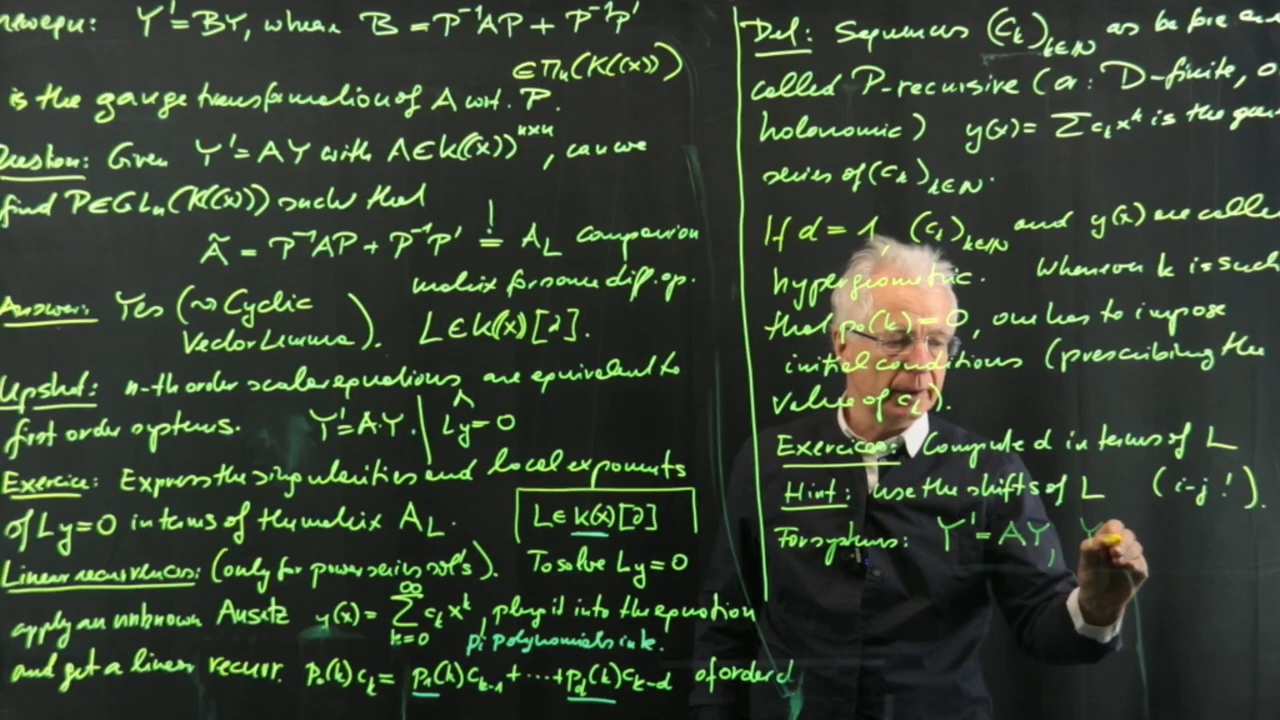 Y' = BY, where B = P⁻¹AP + P⁻¹P'
∈ Mₙ(K((x)))
is the gauge transformation of A wrt. P.
Question: Given Y' = AY with A ∈ k((x))ⁿˣⁿ, can we
find P ∈ GLₙ(K((x))) such that
Ã = P⁻¹AP + P⁻¹P' =! A_L companion
matrix for some diff. op.
Answer: Yes (~> Cyclic Vector Lemma). L ∈ k((x))[∂].
Upshot: n-th order scalar equations are equivalent to
first order systems. Y' = A·Y. | Ly = 0
Exercise: Express the singularities and local exponents
of Ly = 0 in terms of the matrix A_L. L ∈ k(x)[∂]
Linear recurrences: (only for power series sol's). To solve Ly = 0
apply an unknown Ansatz y(x) = ∑_{k=0}^∞ c_k x^k, plug it into the equation
p_i polynomials in k.
and get a linear recurr. p₀(k)c_k = p₁(k)c_{k-1} + ··· + p_d(k)c_{k-d} of order d
Def: Sequences (c_k)_{k∈ℕ} as before
called P-recursive (or: D-finite,
holonomic) y(x) = ∑ c_k x^k is the
series of (c_k)_{k∈ℕ}.
If d = 1, (c_k)_{k∈ℕ} and y(x) are
hypergeometric. Whenever k is such
that p₀(k) = 0, one has to impose
initial conditions (prescribing the
value of c_k).
Exercise: Compute d in terms of L
Hint: use the shifts of L (i-j !).
For systems: Y' = AY, Y